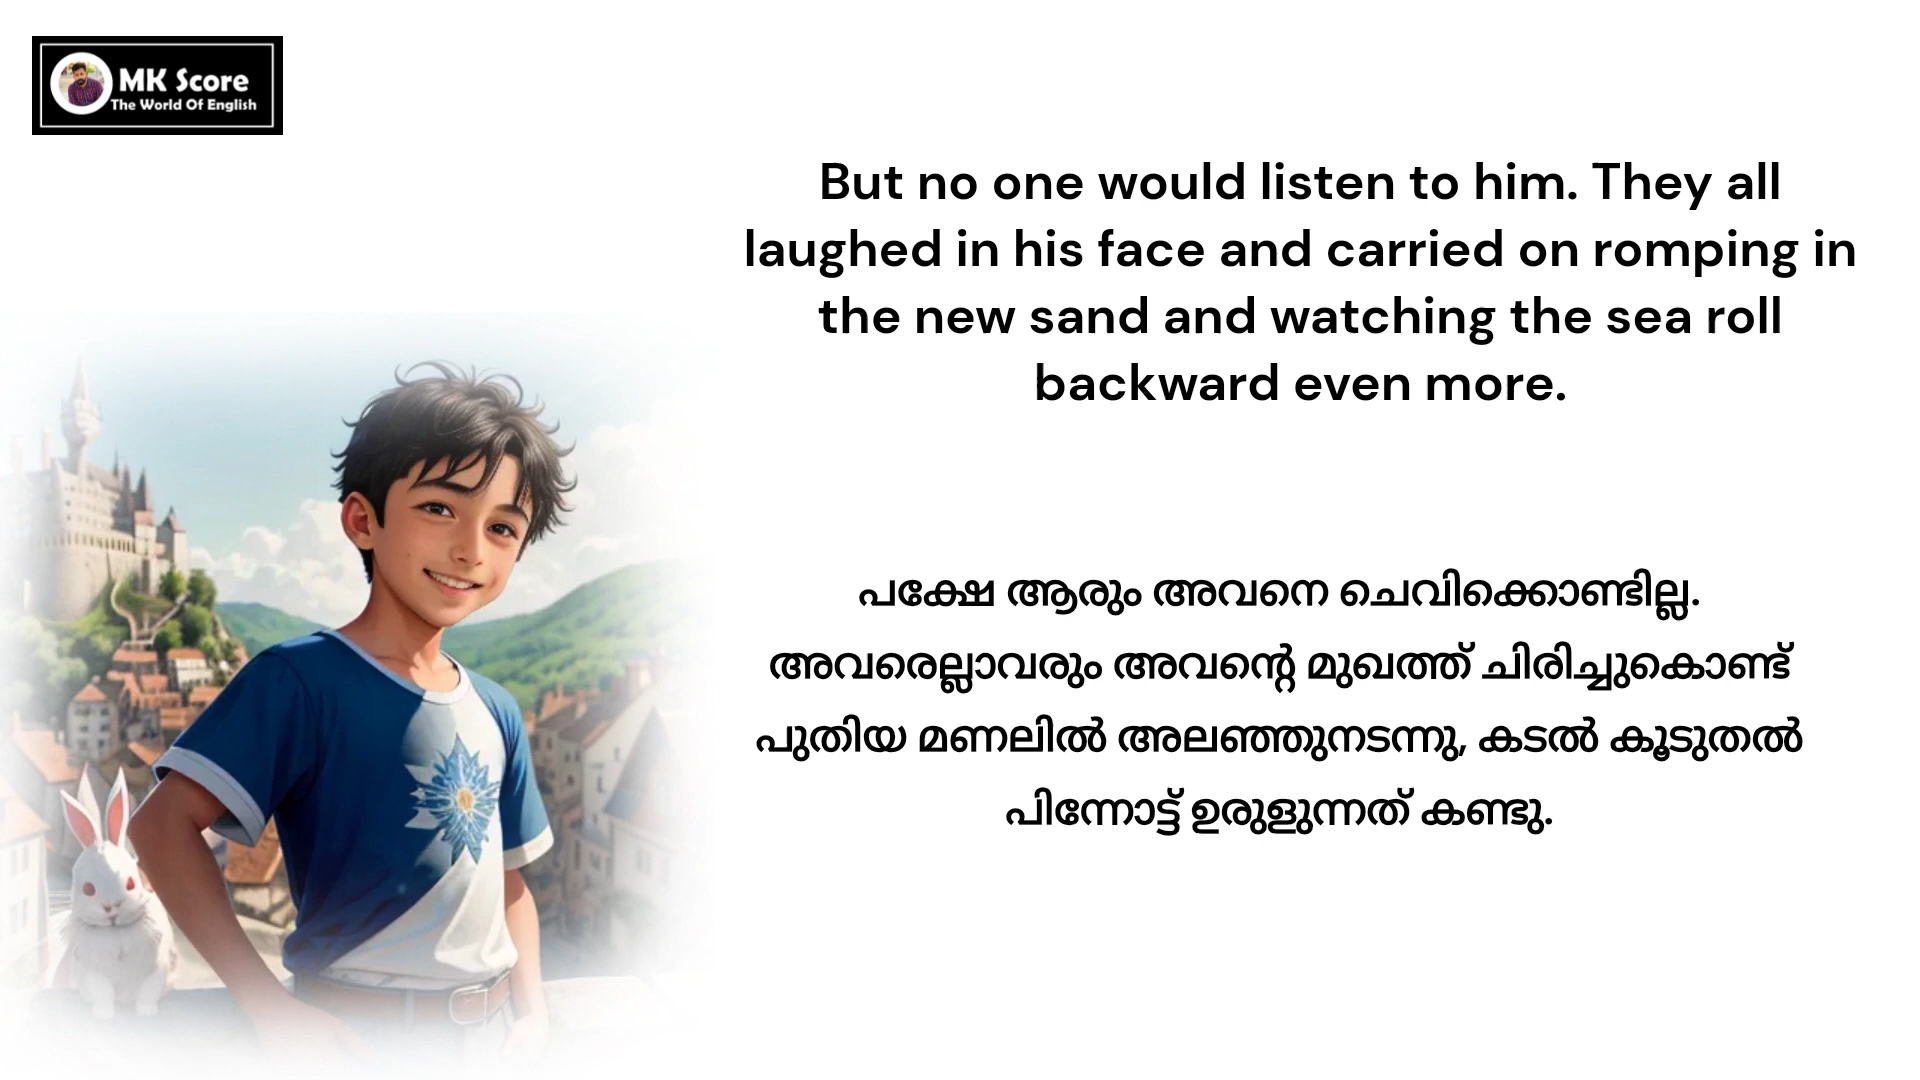 MK Score
The World Of English
But no one would listen to him. They all
laughed in his face and carried on romping in
the new sand and watching the sea roll
backward even more.
പക്ഷേ ആരും അവനെ ചെവിക്കൊണ്ടില്ല.
അവരെല്ലാവരും അവന്റെ മുഖത്ത് ചിരിച്ചുകൊണ്ട്
പുതിയ മണലിൽ അലഞ്ഞുനടന്നു, കടൽ കൂടുതൽ
പിന്നോട്ട് ഉരുളുന്നത് കണ്ടു.